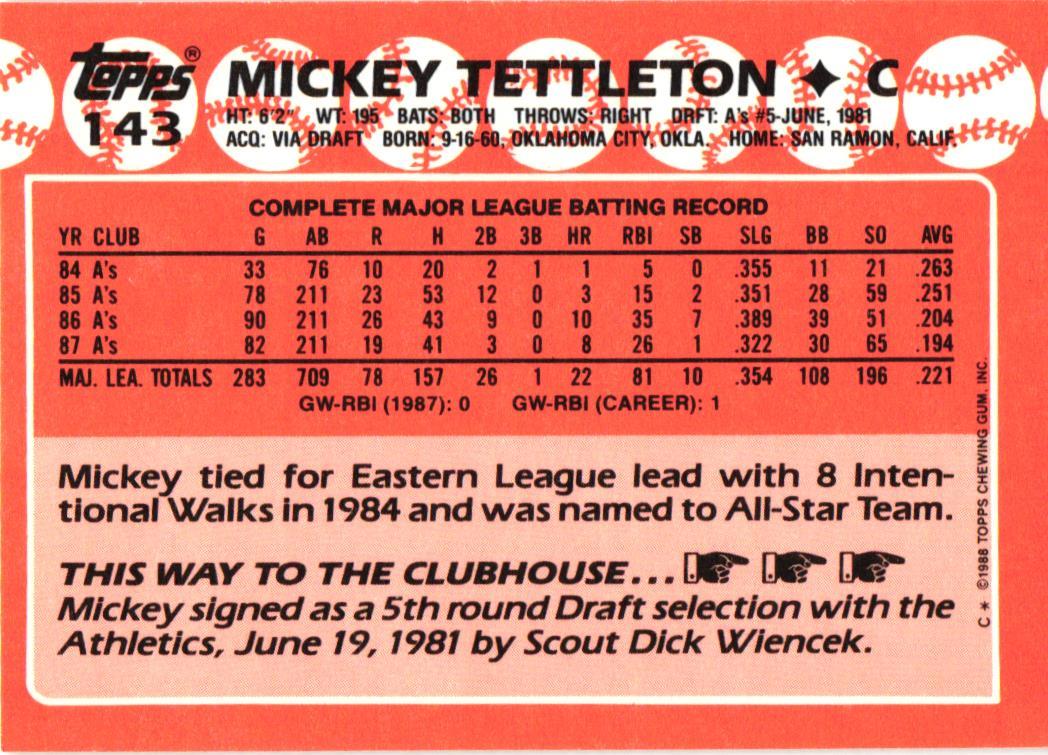 Topps® MICKEY TETTLETON ✦ C
143
HT: 6'2" WT: 195 BATS: BOTH THROWS: RIGHT DRFT: A's #5-JUNE, 1981
ACQ: VIA DRAFT BORN: 9-16-60, OKLAHOMA CITY, OKLA. HOME: SAN RAMON, CALIF.
COMPLETE MAJOR LEAGUE BATTING RECORD
YR CLUB G AB R H 2B 3B HR RBI SB SLG BB SO AVG
84 A's 33 76 10 20 2 1 1 5 0 .355 11 21 .263
85 A's 78 211 23 53 12 0 3 15 2 .351 28 59 .251
86 A's 90 211 26 43 9 0 10 35 7 .389 39 51 .204
87 A's 82 211 19 41 3 0 8 26 1 .322 30 65 .194
MAJ. LEA. TOTALS 283 709 78 157 26 1 22 81 10 .354 108 196 .221
GW-RBI (1987): 0 GW-RBI (CAREER): 1
Mickey tied for Eastern League lead with 8 Inten-
tional Walks in 1984 and was named to All-Star Team.
THIS WAY TO THE CLUBHOUSE...
Mickey signed as a 5th round Draft selection with the
Athletics, June 19, 1981 by Scout Dick Wiencek.
C * ©1988 TOPPS CHEWING GUM, INC.